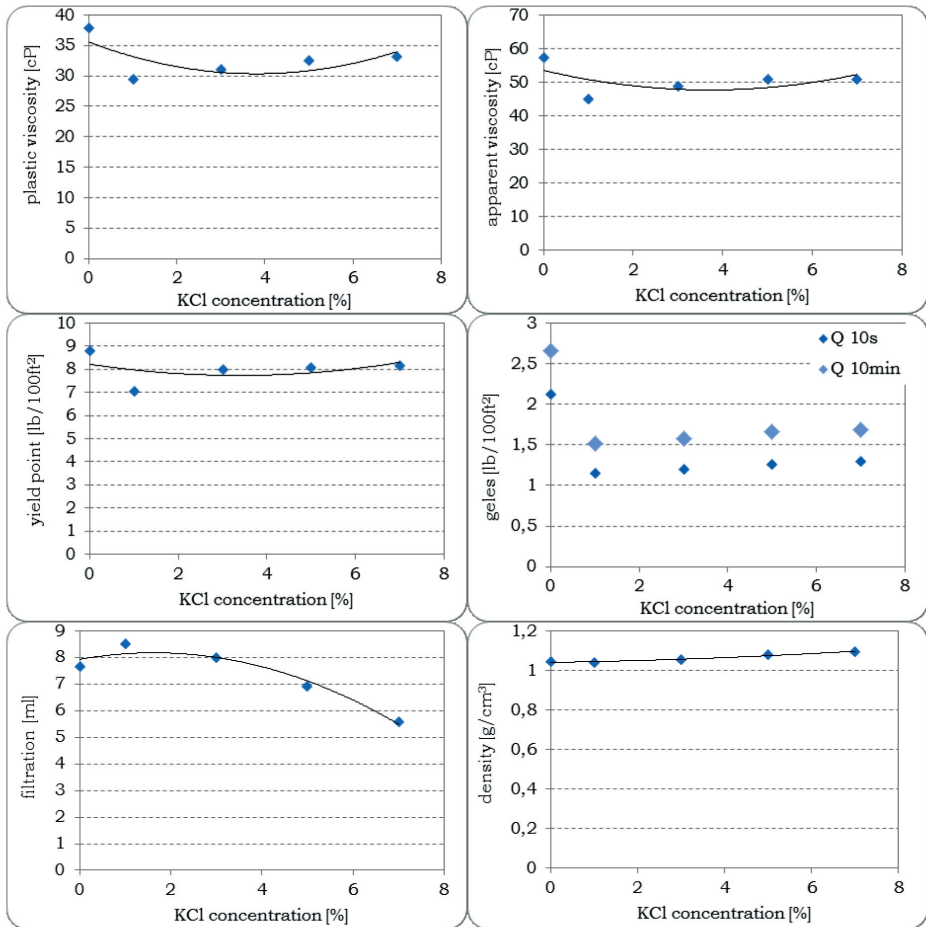 plastic viscosity [cP]
40
35
30
25
20
15
10
5
0
0 2 4 6 8
KCl concentration [%]
apparent viscosity [cP]
70
60
50
40
30
20
10
0
0 2 4 6 8
KCl concentration [%]
yield point [lb/100ft²]
10
9
8
7
6
5
4
3
2
1
0
0 2 4 6 8
KCl concentration [%]
geles [lb/100ft²]
3
2,5
2
1,5
1
0,5
0
Q 10s
Q 10min
0 2 4 6 8
KCl concentration [%]
filtration [ml]
9
8
7
6
5
4
3
2
1
0
0 2 4 6 8
KCl concentration [%]
density [g/cm³]
1,2
1
0,8
0,6
0,4
0,2
0
0 2 4 6 8
KCl concentration [%]